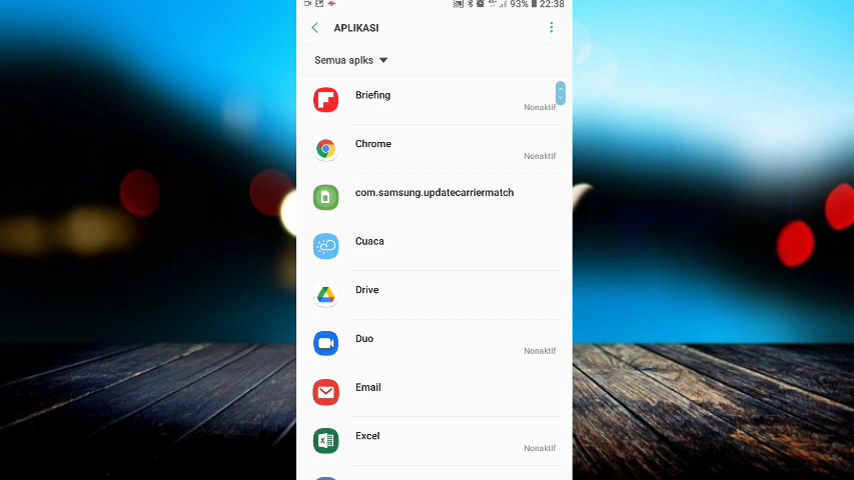 93% 22:38
APLIKASI
Semua aplks
Briefing
Nonaktif
Chrome
Nonaktif
com.samsung.updatecarriermatch
Cuaca
Drive
Duo
Nonaktif
Email
Excel
Nonaktif